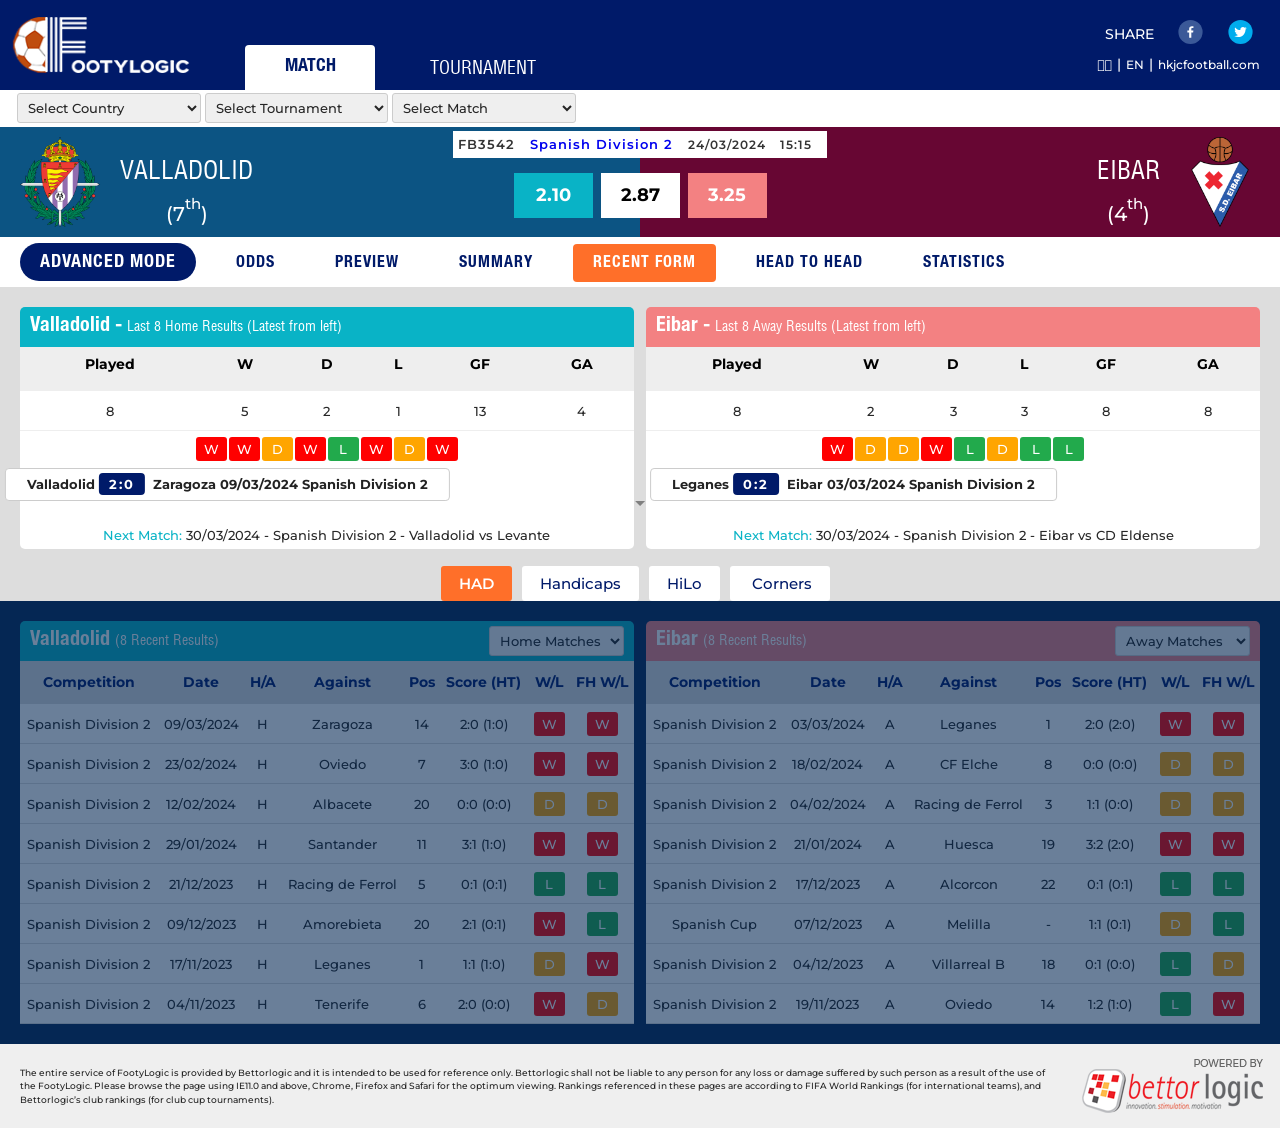 FOOTYLOGIC
MATCH
TOURNAMENT
SHARE
| EN | hkjcfootball.com
Select Country Select Tournament Select Match
FB3542 Spanish Division 2 24/03/2024 15:15
VALLADOLID
(7th)
2.10 2.87 3.25
EIBAR
(4th)
S.D. EIBAR
ADVANCED MODE ODDS PREVIEW SUMMARY RECENT FORM HEAD TO HEAD STATISTICS
Valladolid - Last 8 Home Results (Latest from left)
Played W D L GF GA
8 5 2 1 13 4
W W D W L W D W
Valladolid 2:0 Zaragoza 09/03/2024 Spanish Division 2
Next Match: 30/03/2024 - Spanish Division 2 - Valladolid vs Levante
Eibar - Last 8 Away Results (Latest from left)
Played W D L GF GA
8 2 3 3 8 8
W D D W L D L L
Leganes 0:2 Eibar 03/03/2024 Spanish Division 2
Next Match: 30/03/2024 - Spanish Division 2 - Eibar vs CD Eldense
HAD Handicaps HiLo Corners
Valladolid (8 Recent Results) Home Matches
Competition Date H/A Against Pos Score (HT) W/L FH W/L
Spanish Division 2 09/03/2024 H Zaragoza 14 2:0 (1:0) W W
Spanish Division 2 23/02/2024 H Oviedo 7 3:0 (1:0) W W
Spanish Division 2 12/02/2024 H Albacete 20 0:0 (0:0) D D
Spanish Division 2 29/01/2024 H Santander 11 3:1 (1:0) W W
Spanish Division 2 21/12/2023 H Racing de Ferrol 5 0:1 (0:1) L L
Spanish Division 2 09/12/2023 H Amorebieta 20 2:1 (0:1) W L
Spanish Division 2 17/11/2023 H Leganes 1 1:1 (1:0) D W
Spanish Division 2 04/11/2023 H Tenerife 6 2:0 (0:0) W D
Eibar (8 Recent Results) Away Matches
Competition Date H/A Against Pos Score (HT) W/L FH W/L
Spanish Division 2 03/03/2024 A Leganes 1 2:0 (2:0) W W
Spanish Division 2 18/02/2024 A CF Elche 8 0:0 (0:0) D D
Spanish Division 2 04/02/2024 A Racing de Ferrol 3 1:1 (0:0) D D
Spanish Division 2 21/01/2024 A Huesca 19 3:2 (2:0) W W
Spanish Division 2 17/12/2023 A Alcorcon 22 0:1 (0:1) L L
Spanish Cup 07/12/2023 A Melilla - 1:1 (0:1) D L
Spanish Division 2 04/12/2023 A Villarreal B 18 0:1 (0:0) L D
Spanish Division 2 19/11/2023 A Oviedo 14 1:2 (1:0) L W
The entire service of FootyLogic is provided by Bettorlogic and it is intended to be used for reference only. Bettorlogic shall not be liable to any person for any loss or damage suffered by such person as a result of the use of
the FootyLogic. Please browse the page using IE11.0 and above, Chrome, Firefox and Safari for the optimum viewing. Rankings referenced in these pages are according to FIFA World Rankings (for international teams), and
Bettorlogic's club rankings (for club cup tournaments).
POWERED BY
bettor logic
innovation.stimulation.motivation